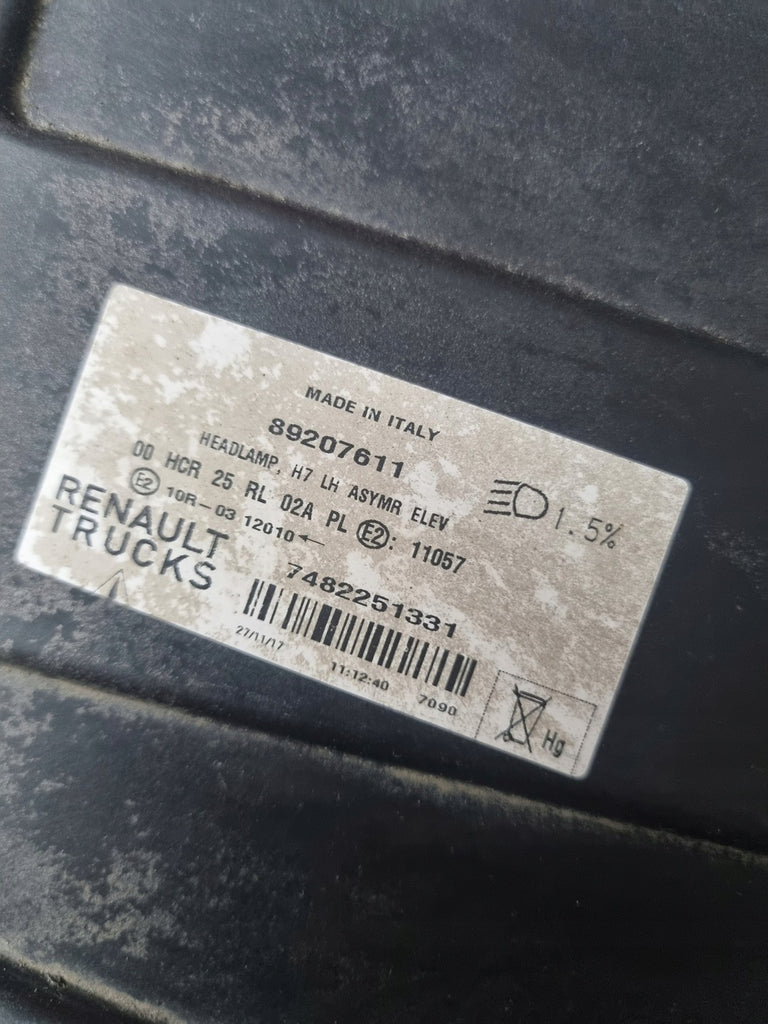 MADE IN ITALY
89207611
HEADLAMP, H7 LH ASYMR ELEV
00 HCR 25 RL 02A PL E2: 11057
E2 10R-03 12010←
1.5%
RENAULT
TRUCKS
7482251331
27/11/17 11:12:40 7090
Hg